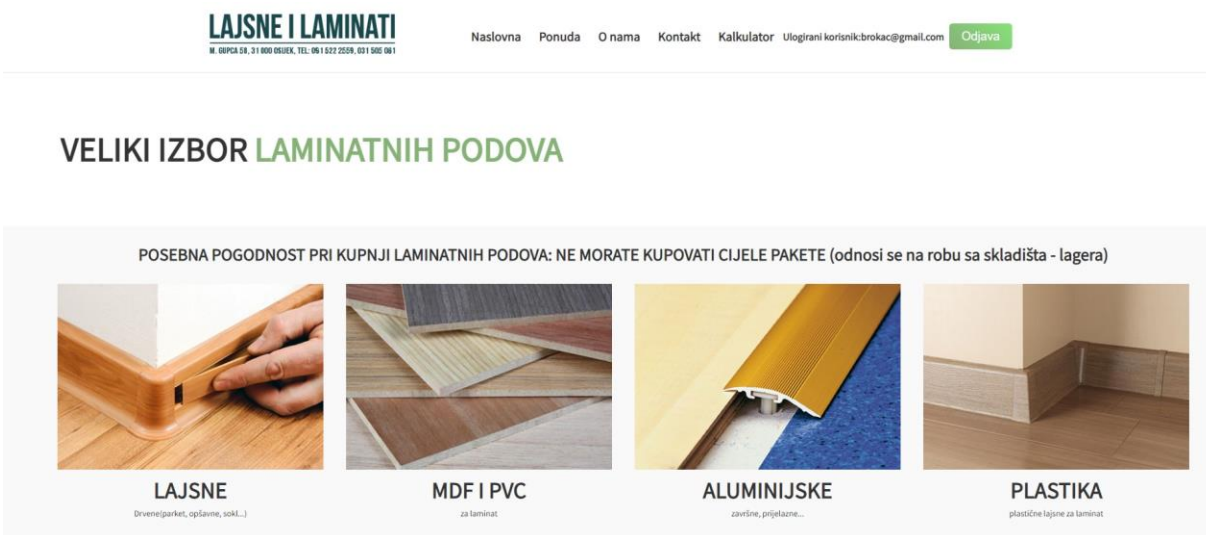 LAJSNE I LAMINATI
M. GUPCA 58, 31 000 OSIJEK, TEL: 091 522 2559, 031 505 061
Naslovna Ponuda O nama Kontakt Kalkulator Ulogirani korisnik:brokac@gmail.com Odjava
VELIKI IZBOR LAMINATNIH PODOVA
POSEBNA POGODNOST PRI KUPNJI LAMINATNIH PODOVA: NE MORATE KUPOVATI CIJELE PAKETE (odnosi se na robu sa skladišta - lagera)
LAJSNE
Drvene(parket, opšavne, sokl...)
MDF I PVC
za laminat
ALUMINIJSKE
završne, prijelazne...
PLASTIKA
plastične lajsne za laminat